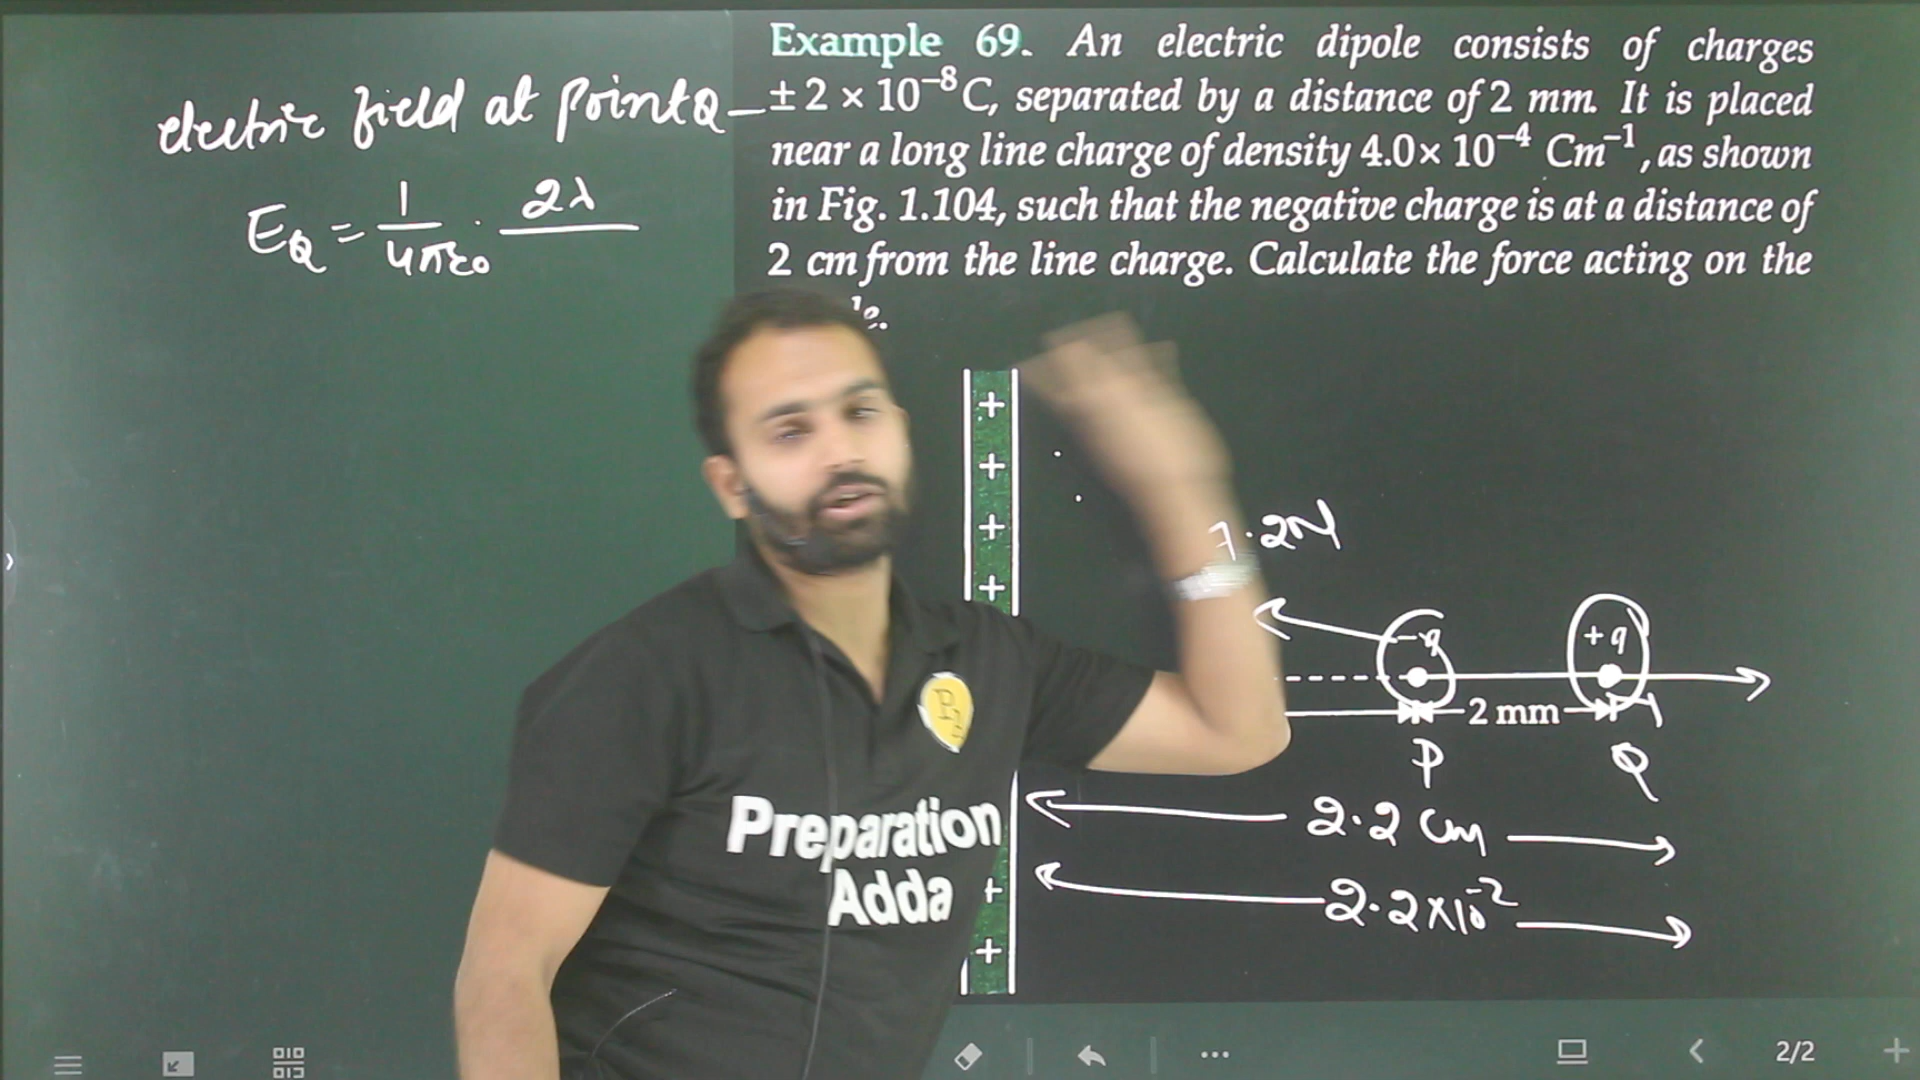 electric field at point Q -
E_Q = 1/4πε₀ · 2λ
Example 69. An electric dipole consists of charges
± 2 × 10⁻⁸ C, separated by a distance of 2 mm. It is placed
near a long line charge of density 4.0× 10⁻⁴ Cm⁻¹, as shown
in Fig. 1.104, such that the negative charge is at a distance of
2 cm from the line charge. Calculate the force acting on the
+
+
+
+
7.2N
-q +q
2 mm
P Q
2.2 cm
2.2×10⁻²
+
+
Preparation
Adda
2/2